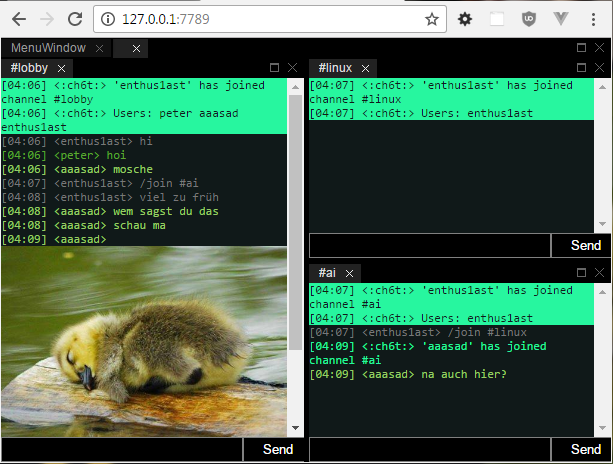 127.0.0.1:7789
MenuWindow
#lobby
[04:06] <:ch6t:> 'enthus1ast' has joined
channel #lobby
[04:06] <:ch6t:> Users: peter aaasad
enthus1ast
[04:06] <enthus1ast> hi
[04:06] <peter> hoi
[04:06] <aaasad> mosche
[04:07] <enthus1ast> /join #ai
[04:08] <enthus1ast> viel zu früh
[04:08] <aaasad> wem sagst du das
[04:08] <aaasad> schau ma
[04:09] <aaasad>
Send
#linux
[04:07] <:ch6t:> 'enthus1ast' has joined
channel #linux
[04:07] <:ch6t:> Users: enthus1ast
Send
#ai
[04:07] <:ch6t:> 'enthus1ast' has joined
channel #ai
[04:07] <:ch6t:> Users: enthus1ast
[04:07] <enthus1ast> /join #linux
[04:09] <:ch6t:> 'aaasad' has joined
channel #ai
[04:09] <aaasad> na auch hier?
Send